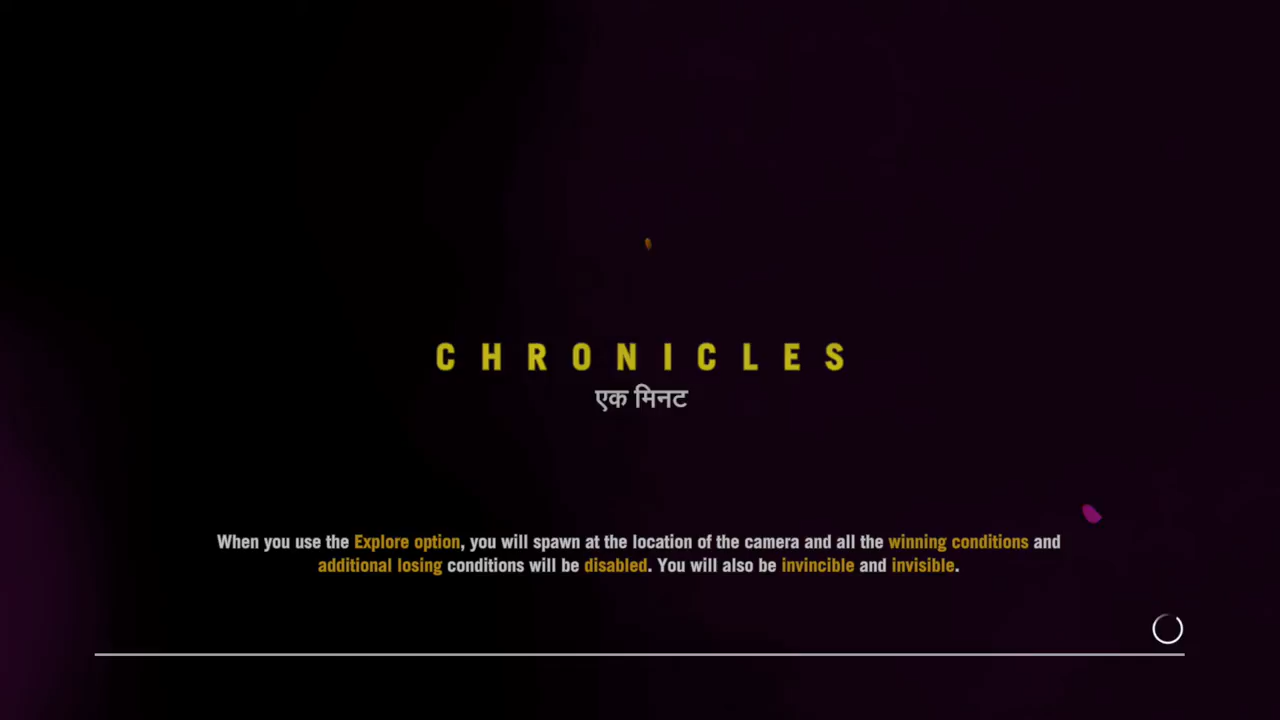 CHRONICLES
एक मिनट
When you use the Explore option, you will spawn at the location of the camera and all the winning conditions and
additional losing conditions will be disabled. You will also be invincible and invisible.